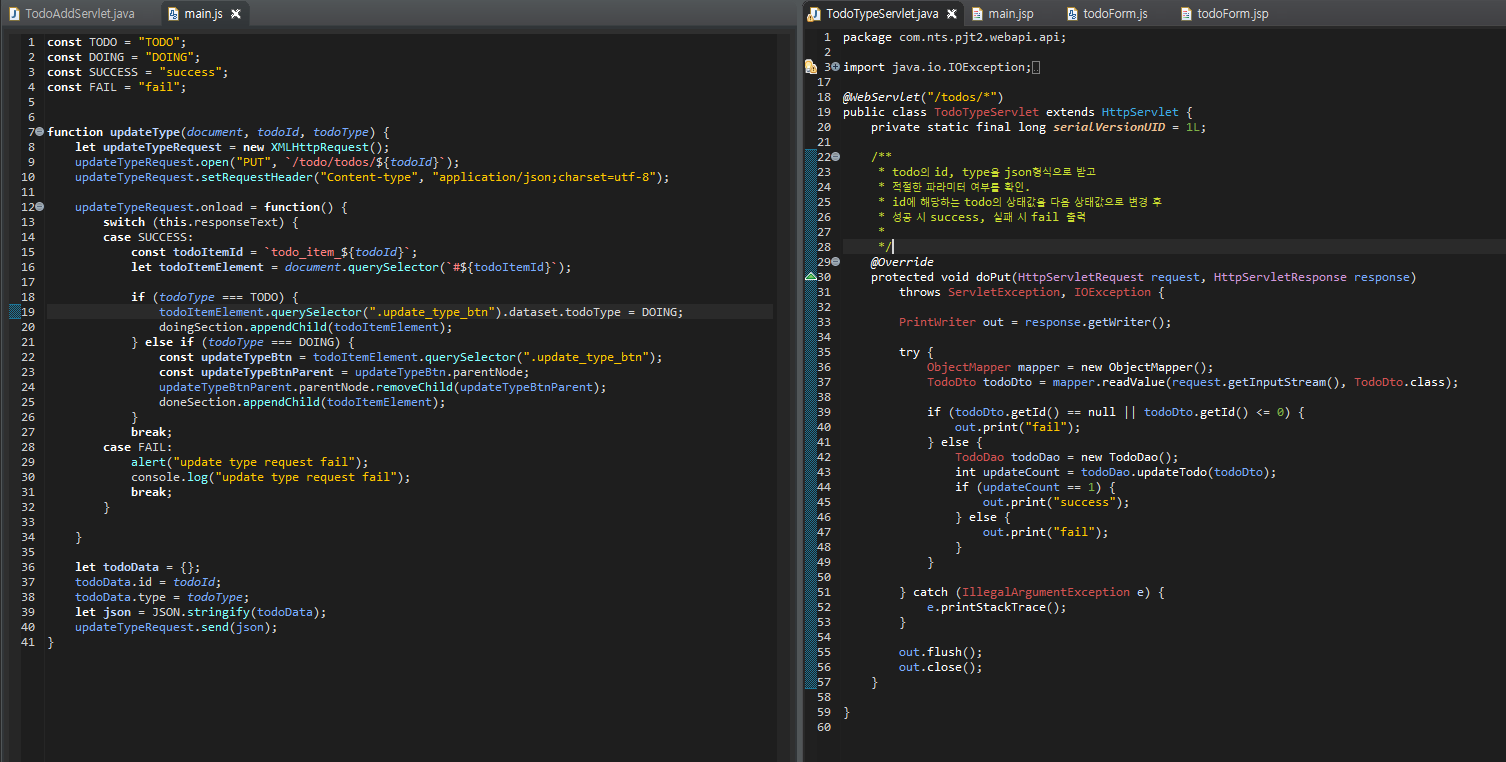 TodoAddServlet.java
main.js
1 const TODO = "TODO";
2 const DOING = "DOING";
3 const SUCCESS = "success";
4 const FAIL = "fail";
5
6
7 function updateType(document, todoId, todoType) {
8 let updateTypeRequest = new XMLHttpRequest();
9 updateTypeRequest.open("PUT", `/todo/todos/${todoId}`);
10 updateTypeRequest.setRequestHeader("Content-type", "application/json;charset=utf-8");
11
12 updateTypeRequest.onload = function() {
13 switch (this.responseText) {
14 case SUCCESS:
15 const todoItemId = `todo_item_${todoId}`;
16 let todoItemElement = document.querySelector(`#${todoItemId}`);
17
18 if (todoType === TODO) {
19 todoItemElement.querySelector(".update_type_btn").dataset.todoType = DOING;
20 doingSection.appendChild(todoItemElement);
21 } else if (todoType === DOING) {
22 const updateTypeBtn = todoItemElement.querySelector(".update_type_btn");
23 const updateTypeBtnParent = updateTypeBtn.parentNode;
24 updateTypeBtnParent.parentNode.removeChild(updateTypeBtnParent);
25 doneSection.appendChild(todoItemElement);
26 }
27 break;
28 case FAIL:
29 alert("update type request fail");
30 console.log("update type request fail");
31 break;
32 }
33
34 }
35
36 let todoData = {};
37 todoData.id = todoId;
38 todoData.type = todoType;
39 let json = JSON.stringify(todoData);
40 updateTypeRequest.send(json);
41 }
TodoTypeServlet.java
main.jsp
todoForm.js
todoForm.jsp
1 package com.nts.pjt2.webapi.api;
2
3 import java.io.IOException;
17
18 @WebServlet("/todos/*")
19 public class TodoTypeServlet extends HttpServlet {
20 private static final long serialVersionUID = 1L;
21
22 /**
23 * todo의 id, type을 json형식으로 받고
24 * 적절한 파라미터 여부를 확인.
25 * id에 해당하는 todo의 상태값을 다음 상태값으로 변경 후
26 * 성공 시 success, 실패 시 fail 출력
27 *
28 */
29 @Override
30 protected void doPut(HttpServletRequest request, HttpServletResponse response)
31 throws ServletException, IOException {
32
33 PrintWriter out = response.getWriter();
34
35 try {
36 ObjectMapper mapper = new ObjectMapper();
37 TodoDto todoDto = mapper.readValue(request.getInputStream(), TodoDto.class);
38
39 if (todoDto.getId() == null || todoDto.getId() <= 0) {
40 out.print("fail");
41 } else {
42 TodoDao todoDao = new TodoDao();
43 int updateCount = todoDao.updateTodo(todoDto);
44 if (updateCount == 1) {
45 out.print("success");
46 } else {
47 out.print("fail");
48 }
49 }
50
51 } catch (IllegalArgumentException e) {
52 e.printStackTrace();
53 }
54
55 out.flush();
56 out.close();
57 }
58
59 }
60